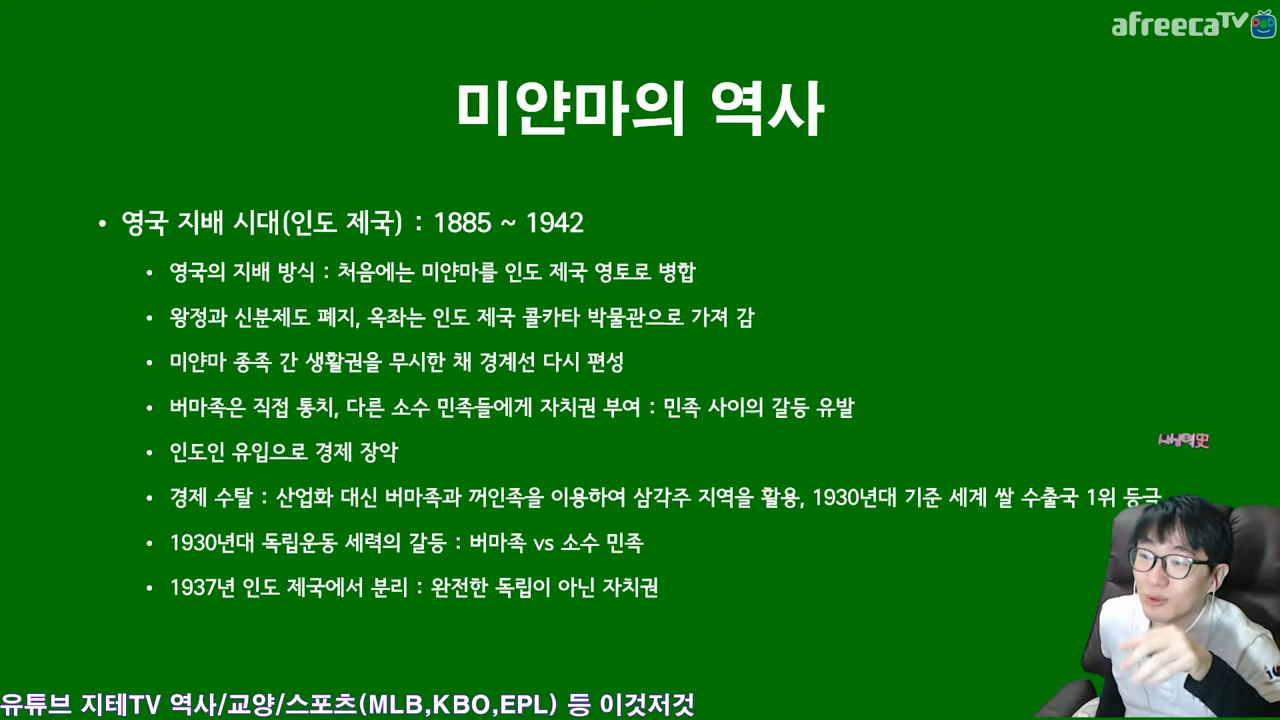 afreecaTV
미얀마의 역사
• 영국 지배 시대(인도 제국) : 1885 ~ 1942
• 영국의 지배 방식 : 처음에는 미얀마를 인도 제국 영토로 병합
• 왕정과 신분제도 폐지, 옥좌는 인도 제국 콜카타 박물관으로 가져 감
• 미얀마 종족 간 생활권을 무시한 채 경계선 다시 편성
• 버마족은 직접 통치, 다른 소수 민족들에게 자치권 부여 : 민족 사이의 갈등 유발
• 인도인 유입으로 경제 장악
• 경제 수탈 : 산업화 대신 버마족과 꺼인족을 이용하여 삼각주 지역을 활용, 1930년대 기준 세계 쌀 수출국 1위 등극
• 1930년대 독립운동 세력의 갈등 : 버마족 vs 소수 민족
• 1937년 인도 제국에서 분리 : 완전한 독립이 아닌 자치권
유튜브 지테TV 역사/교양/스포츠(MLB,KBO,EPL) 등 이것저것